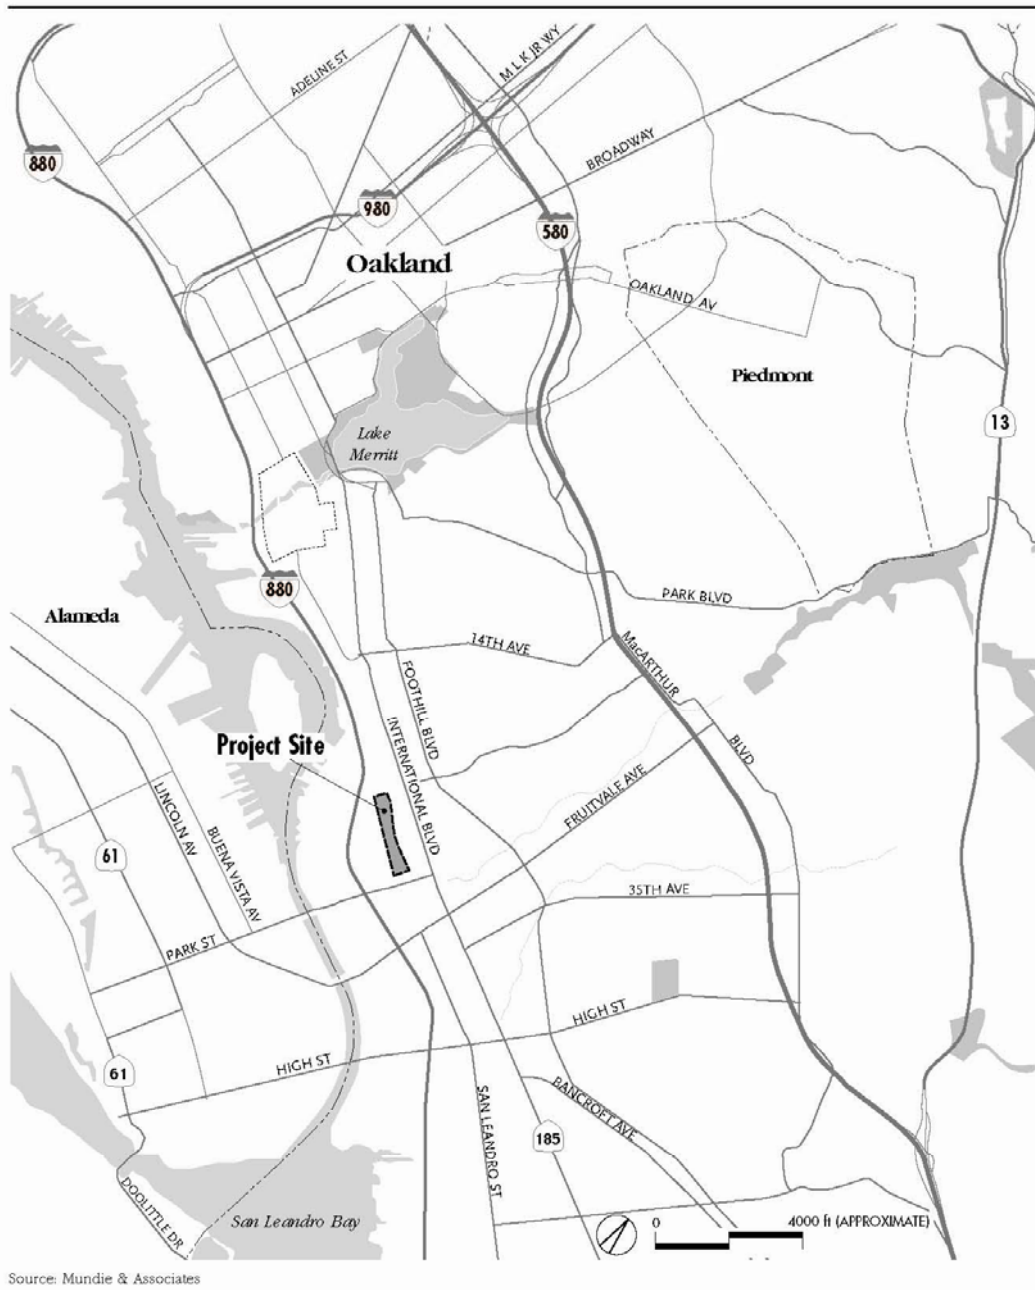 ADELINE ST
M L K JR WY
BROADWAY
880
980
580
Oakland
OAKLAND AV
Piedmont
13
Lake
Merritt
880
PARK BLVD
Alameda
14TH AVE
MacARTHUR
BLVD
FOOTHILL BLVD
INTERNATIONAL BLVD
Project Site
FRUITVALE AVE
LINCOLN AV
BUENA VISTA AV
61
35TH AVE
PARK ST
HIGH ST
HIGH ST
61
SAN LEANDRO ST
BANCROFT AVE
185
DOOLITTLE DR
San Leandro Bay
0
4000 ft (APPROXIMATE)
Source: Mundie & Associates